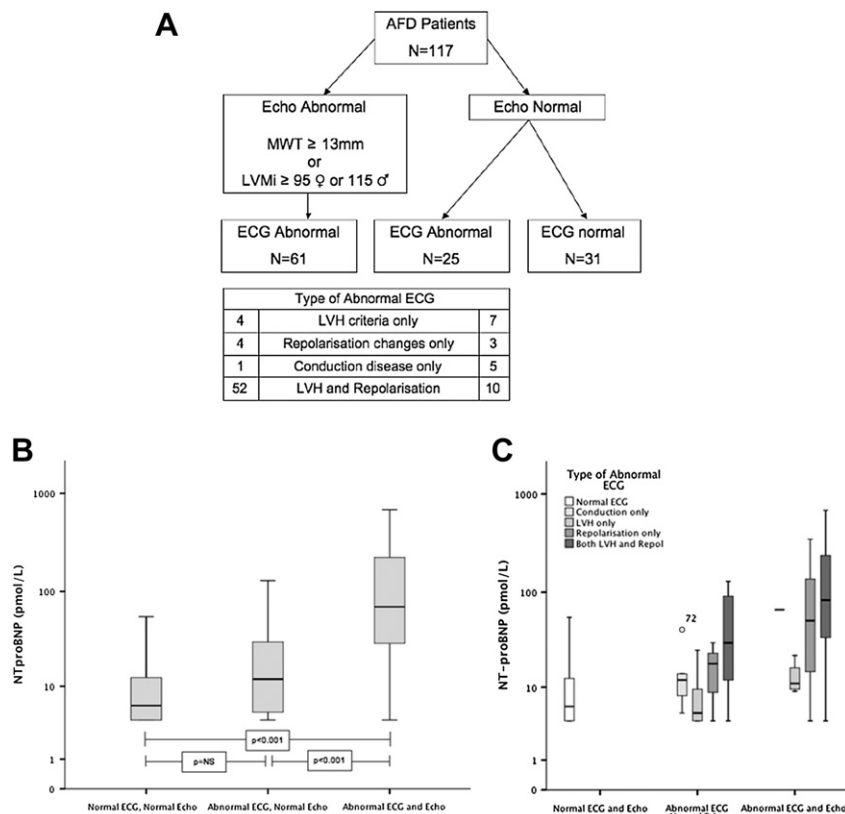 A
AFD Patients
N=117
Echo Abnormal
MWT ≥ 13mm
or
LVMi ≥ 95 ♀ or 115 ♂
Echo Normal
ECG Abnormal
N=61
ECG Abnormal
N=25
ECG normal
N=31
Type of Abnormal ECG
4 LVH criteria only 7
4 Repolarisation changes only 3
1 Conduction disease only 5
52 LVH and Repolarisation 10
B
NTproBNP (pmol/L)
1000
100
10
1
0
p<0.001
p=NS
p<0.001
Normal ECG, Normal Echo
Abnormal ECG, Normal Echo
Abnormal ECG and Echo
C
NT-proBNP (pmol/L)
1000
100
10
1
0
Type of Abnormal
ECG
Normal ECG
Conduction only
LVH only
Repolarisation only
Both LVH and Repol
72
Normal ECG and Echo
Abnormal ECG
Abnormal ECG and Echo